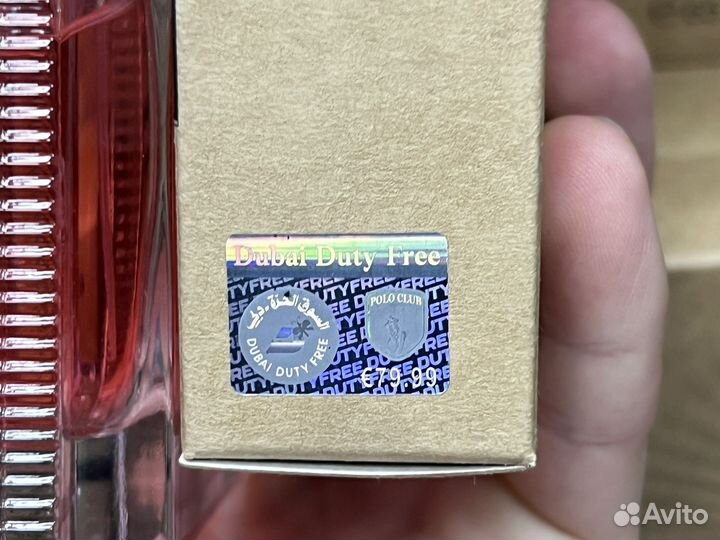 Dubai Duty Free
السوق الحرة دبي
DUBAI DUTY FREE
POLO CLUB
€79.99
Avito